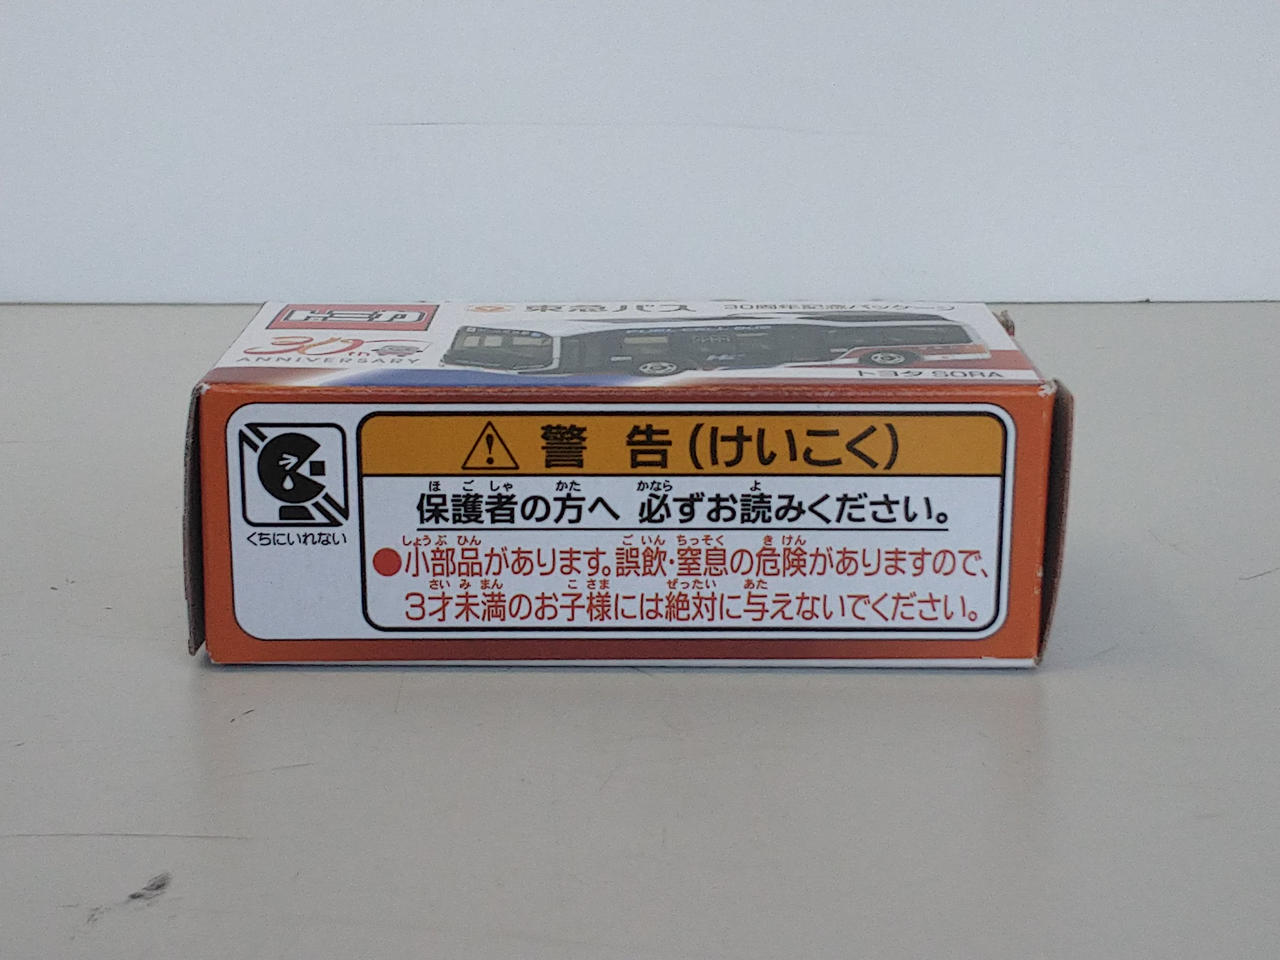 トミカ
東急バス 30周年記念パッケージ
30th
ANNIVERSARY
FUEL CELL BUS
トヨタ SORA
警告(けいこく)
くちにいれない
ほごしゃ かた かなら よ
保護者の方へ 必ずお読みください。
しょうぶひん ごいん ちっそく きけん
●小部品があります。誤飲・窒息の危険がありますので、
さいみまん こさま ぜったい あた
3才未満のお子様には絶対に与えないでください。